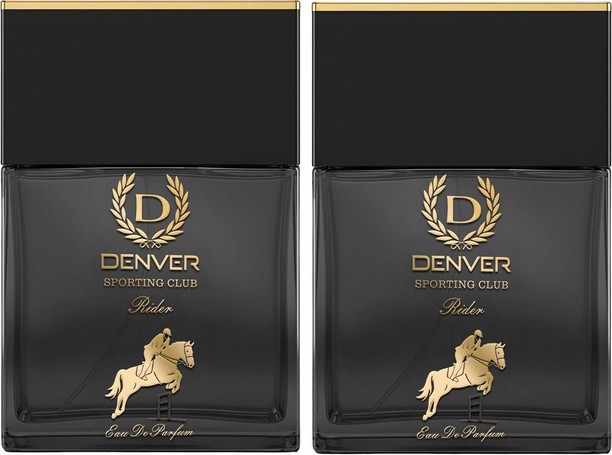 D
DENVER
SPORTING CLUB
Rider
Eau De Parfum
D
DENVER
SPORTING CLUB
Rider
Eau De Parfum